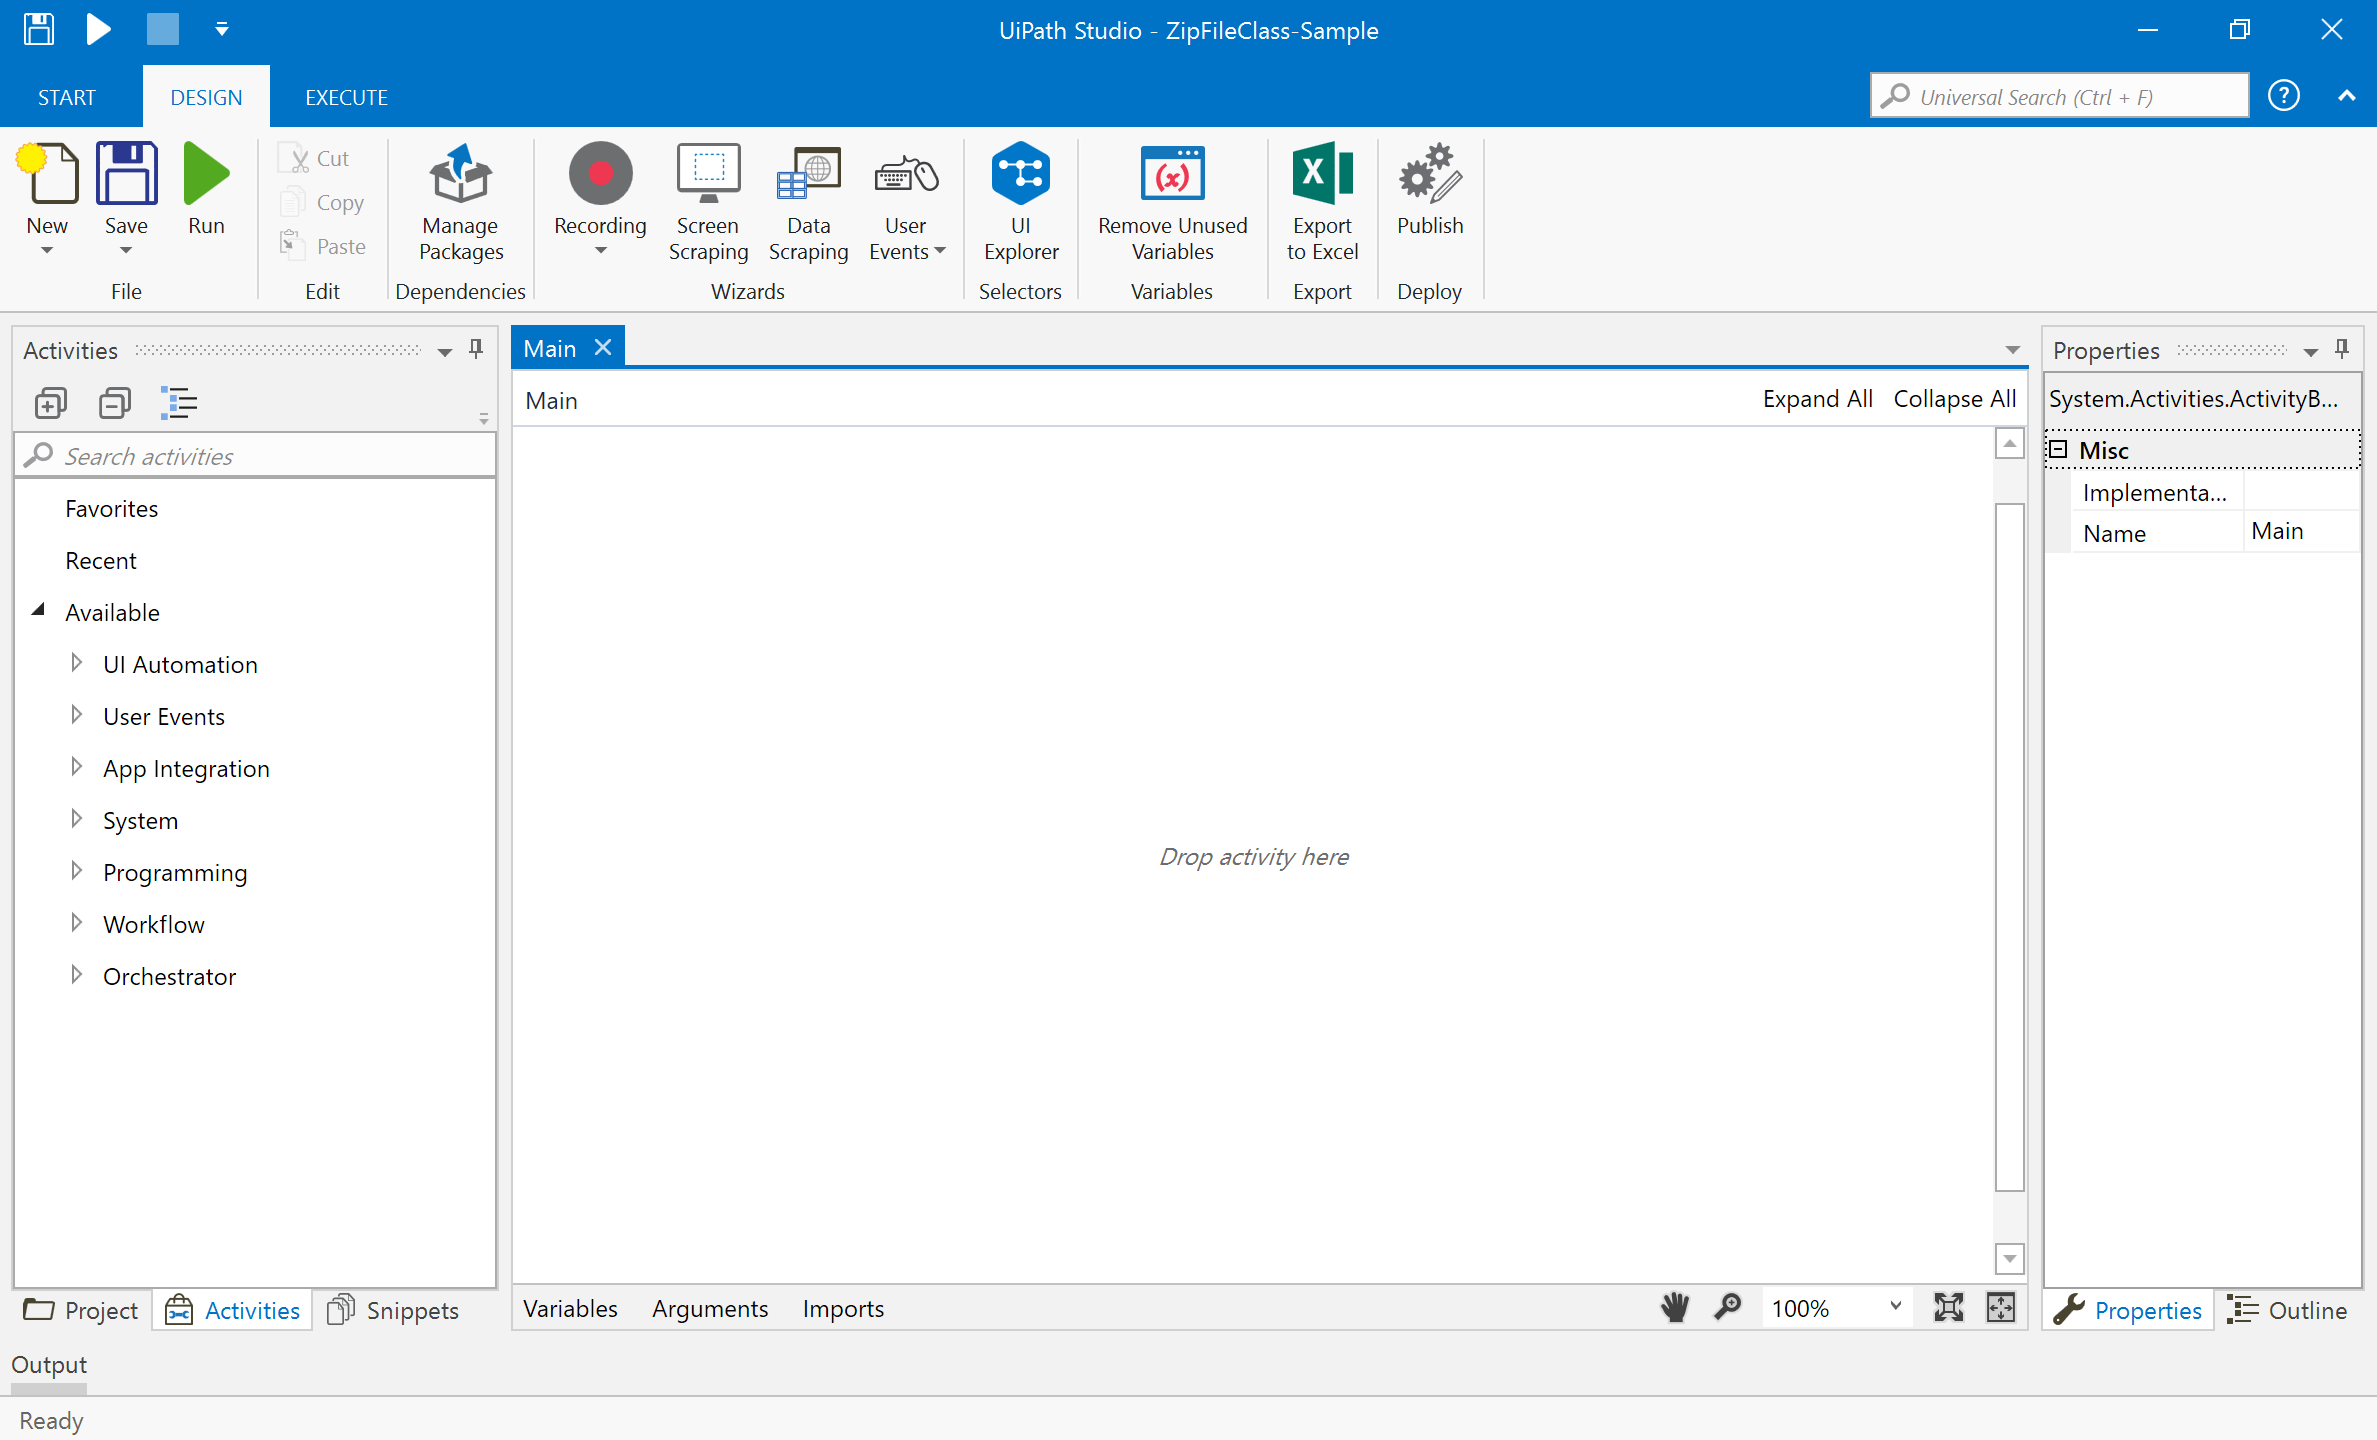 UiPath Studio - ZipFileClass-Sample
START
DESIGN
EXECUTE
Universal Search (Ctrl + F)
?
New
Save
Run
File
Cut
Copy
Paste
Edit
Manage
Packages
Dependencies
Recording
Screen
Scraping
Data
Scraping
User
Events
Wizards
UI
Explorer
Selectors
(x)
Remove Unused
Variables
Variables
X
Export
to Excel
Export
Publish
Deploy
Activities
Search activities
Favorites
Recent
Available
UI Automation
User Events
App Integration
System
Programming
Workflow
Orchestrator
Project
Activities
Snippets
Main
Main
Expand All
Collapse All
Drop activity here
Variables
Arguments
Imports
100%
Properties
System.Activities.ActivityB...
Misc
Implementa...
Name
Main
Properties
Outline
Output
Ready